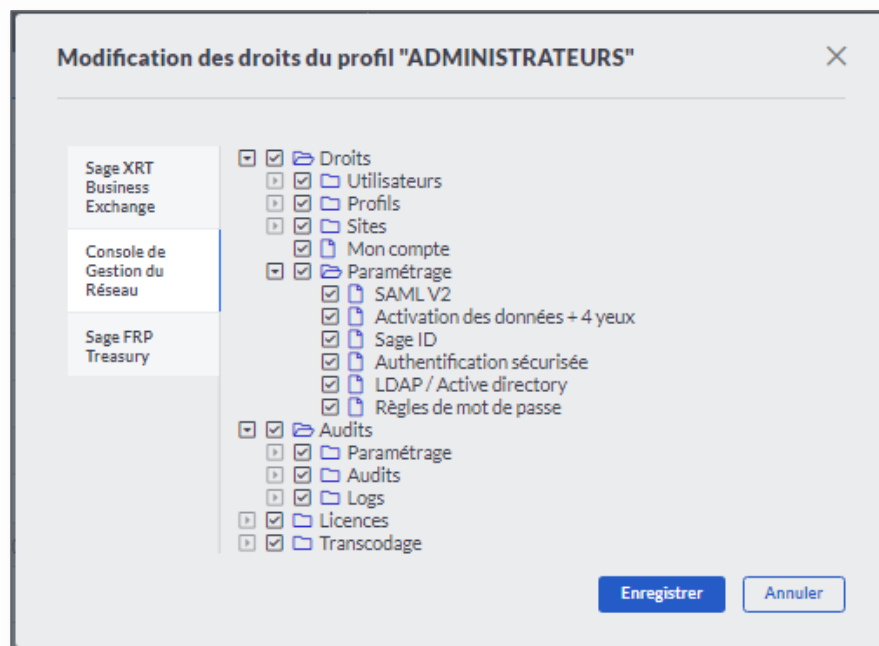 Modification des droits du profil "ADMINISTRATEURS"
Sage XRT
Business
Exchange
Console de
Gestion du
Réseau
Sage FRP
Treasury
Droits
Utilisateurs
Profils
Sites
Mon compte
Paramétrage
SAML V2
Activation des données + 4 yeux
Sage ID
Authentification sécurisée
LDAP / Active directory
Règles de mot de passe
Audits
Paramétrage
Audits
Logs
Licences
Transcodage
Enregistrer
Annuler